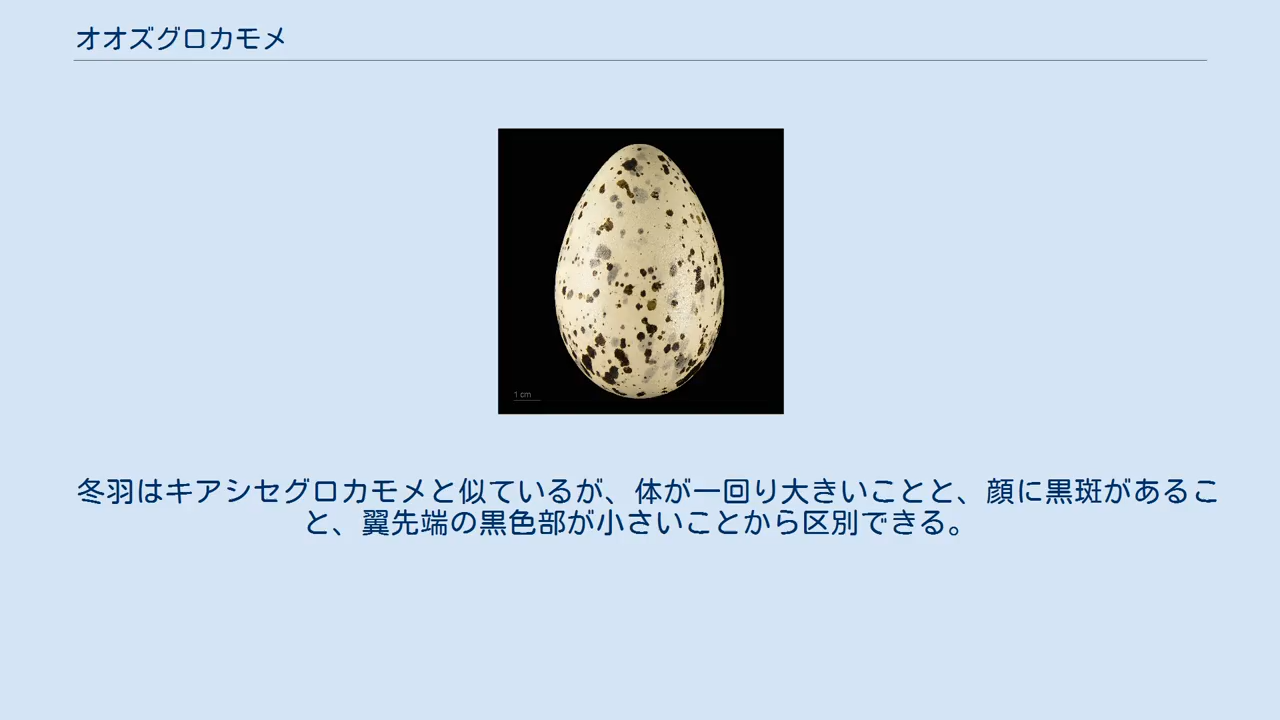 オオズグロカモメ
1 cm
冬羽はキアシセグロカモメと似ているが、体が一回り大きいことと、顔に黒斑があるこ
と、翼先端の黒色部が小さいことから区別できる。